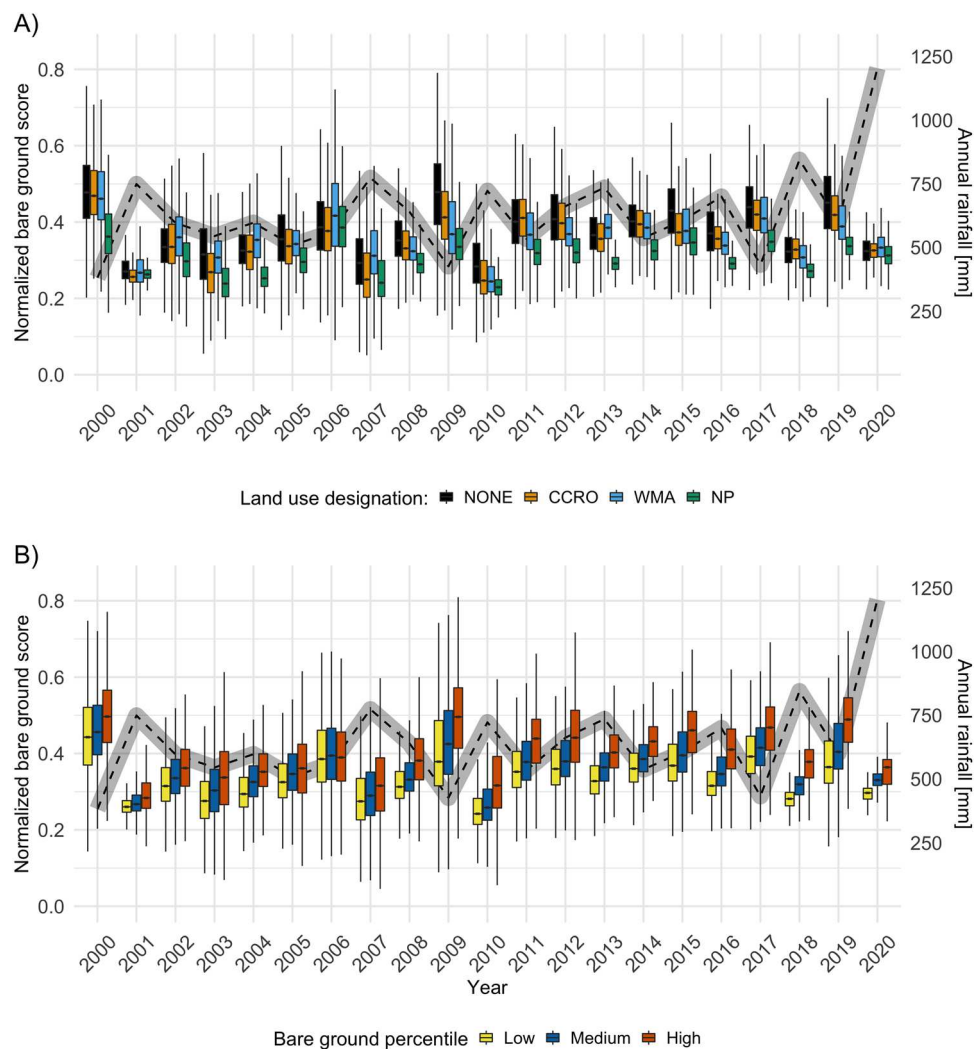 A)
Normalized bare ground score
0.8
0.6
0.4
0.2
0.0
1250
1000
750
500
250
Annual rainfall [mm]
2000 2001 2002 2003 2004 2005 2006 2007 2008 2009 2010 2011 2012 2013 2014 2015 2016 2017 2018 2019 2020
Land use designation: NONE CCRO WMA NP
B)
Normalized bare ground score
0.8
0.6
0.4
0.2
0.0
1250
1000
750
500
250
Annual rainfall [mm]
2000 2001 2002 2003 2004 2005 2006 2007 2008 2009 2010 2011 2012 2013 2014 2015 2016 2017 2018 2019 2020
Year
Bare ground percentile Low Medium High